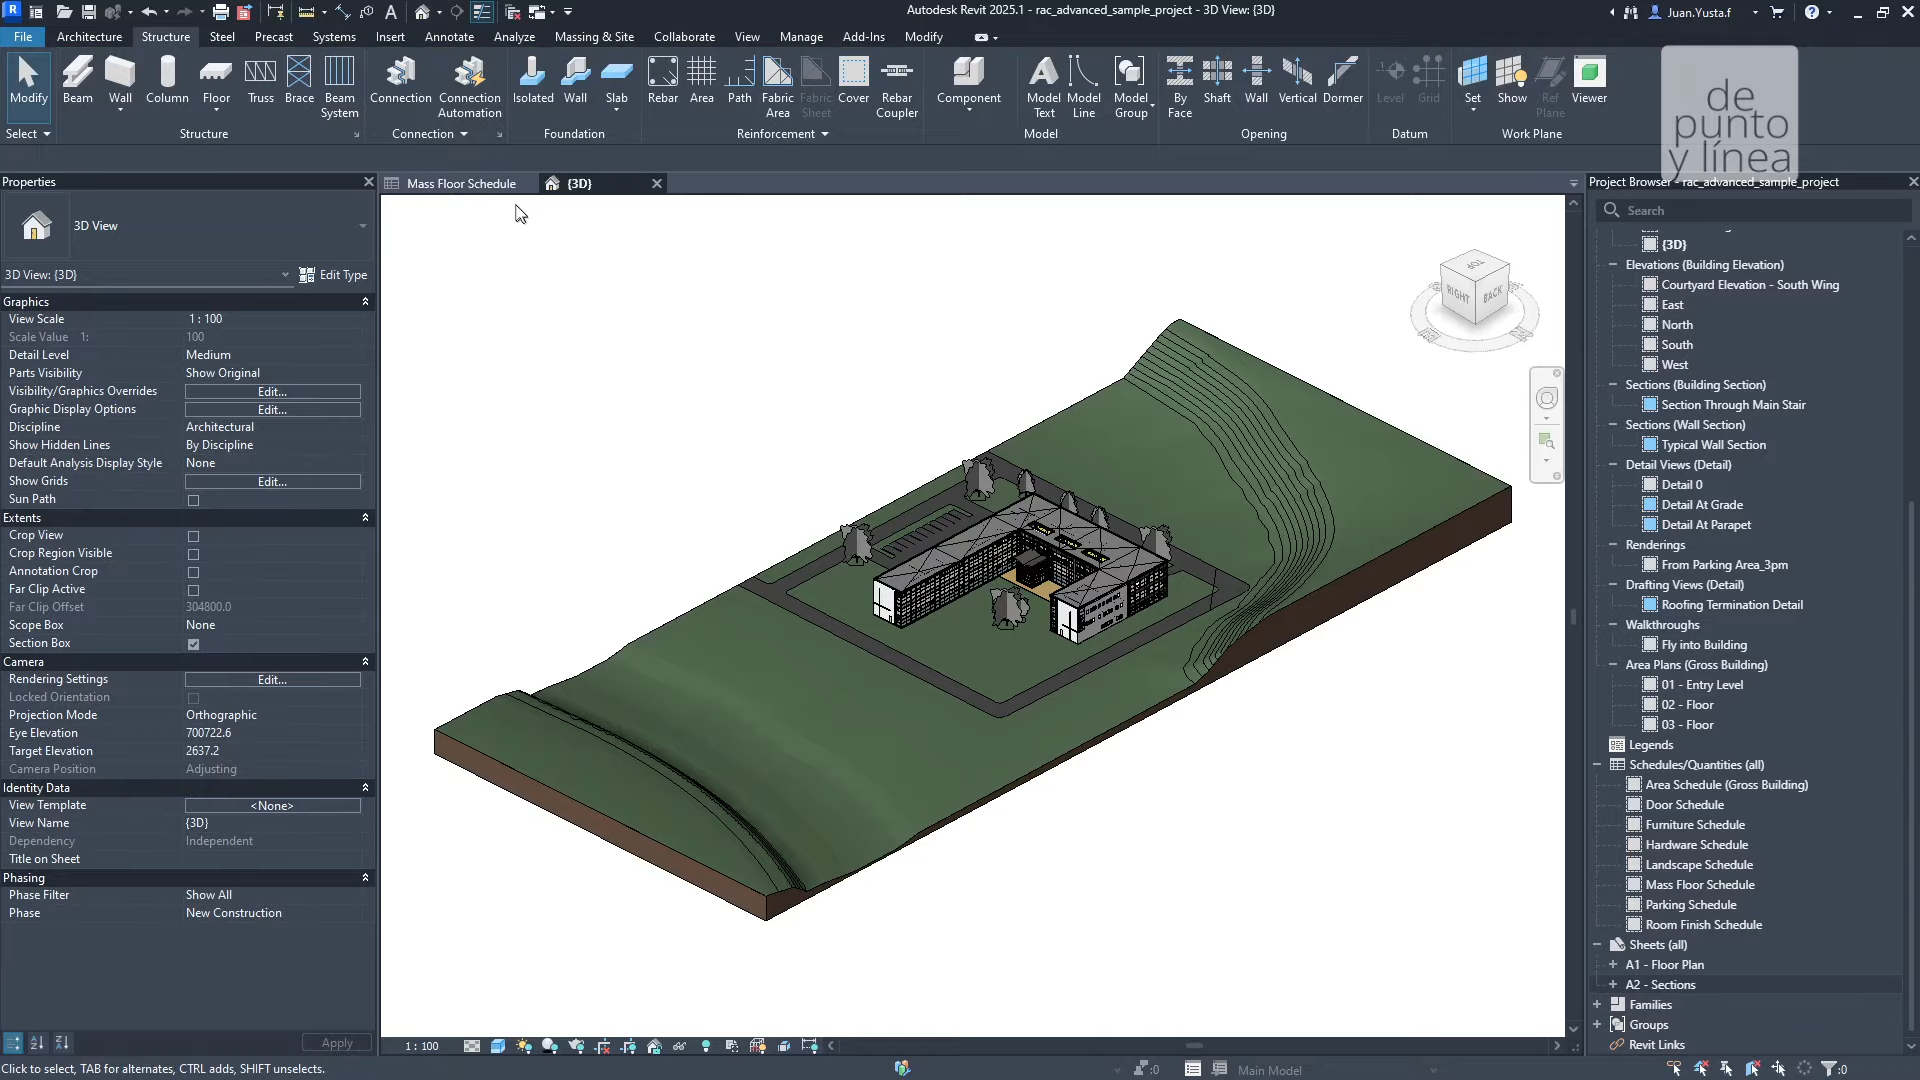 Autodesk Revit 2025.1 - rac_advanced_sample_project - 3D View: {3D}
Juan.Yusta.f
File Architecture Structure Steel Precast Systems Insert Annotate Analyze Massing & Site Collaborate View Manage Add-Ins Modify
Modify Beam Wall Column Floor Truss Brace Beam System Connection Connection Automation Isolated Wall Slab Rebar Area Path Fabric Area Fabric Sheet Cover Rebar Coupler Component Model Text Model Line Model Group By Face Shaft Wall Vertical Dormer Level Grid Set Show Ref Plane Viewer
Select Structure Connection Foundation Reinforcement Model Opening Datum Work Plane
de
punto
y línea
Properties
3D View
3D View: {3D} Edit Type
Graphics
View Scale 1 : 100
Scale Value 1: 100
Detail Level Medium
Parts Visibility Show Original
Visibility/Graphics Overrides Edit...
Graphic Display Options Edit...
Discipline Architectural
Show Hidden Lines By Discipline
Default Analysis Display Style None
Show Grids Edit...
Sun Path
Extents
Crop View
Crop Region Visible
Annotation Crop
Far Clip Active
Far Clip Offset 304800.0
Scope Box None
Section Box
Camera
Rendering Settings Edit...
Locked Orientation
Projection Mode Orthographic
Eye Elevation 700722.6
Target Elevation 2637.2
Camera Position Adjusting
Identity Data
View Template <None>
View Name {3D}
Dependency Independent
Title on Sheet
Phasing
Phase Filter Show All
Phase New Construction
Apply
Mass Floor Schedule {3D}
TOP
RIGHT BACK
1 : 100
Project Browser - rac_advanced_sample_project
Search
{3D}
Elevations (Building Elevation)
Courtyard Elevation - South Wing
East
North
South
West
Sections (Building Section)
Section Through Main Stair
Sections (Wall Section)
Typical Wall Section
Detail Views (Detail)
Detail 0
Detail At Grade
Detail At Parapet
Renderings
From Parking Area_3pm
Drafting Views (Detail)
Roofing Termination Detail
Walkthroughs
Fly into Building
Area Plans (Gross Building)
01 - Entry Level
02 - Floor
03 - Floor
Legends
Schedules/Quantities (all)
Area Schedule (Gross Building)
Door Schedule
Furniture Schedule
Hardware Schedule
Landscape Schedule
Mass Floor Schedule
Parking Schedule
Room Finish Schedule
Sheets (all)
A1 - Floor Plan
A2 - Sections
Families
Groups
Revit Links
Click to select, TAB for alternates, CTRL adds, SHIFT unselects.
:0 Main Model :0